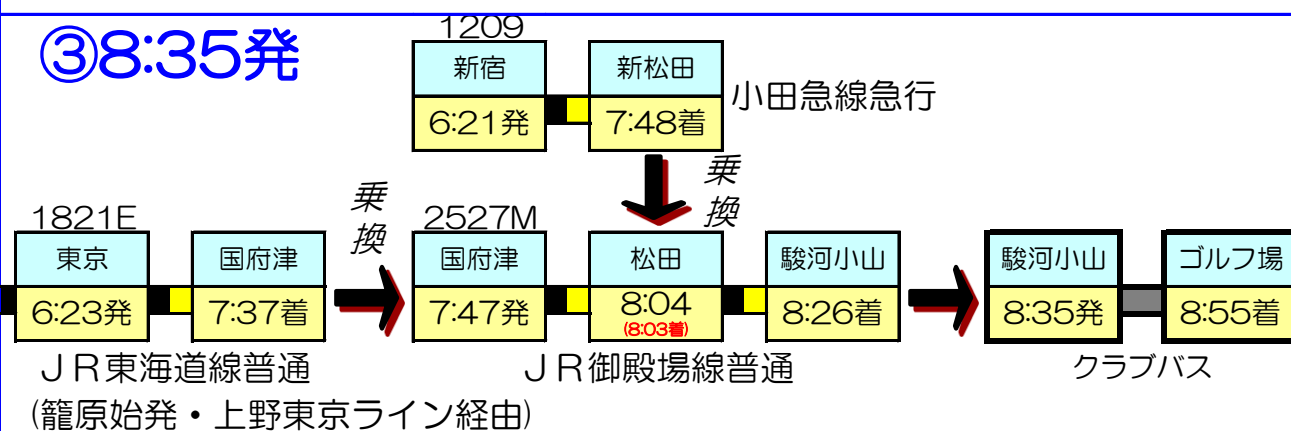 ③8:35発
1209
新宿
新松田
小田急線急行
6:21発
7:48着
乗換
乗換
1821E
2527M
東京
国府津
国府津
松田
駿河小山
駿河小山
ゴルフ場
6:23発
7:37着
7:47発
8:04
(8:03着)
8:26着
8:35発
8:55着
JR東海道線普通
JR御殿場線普通
クラブバス
(籠原始発・上野東京ライン経由)